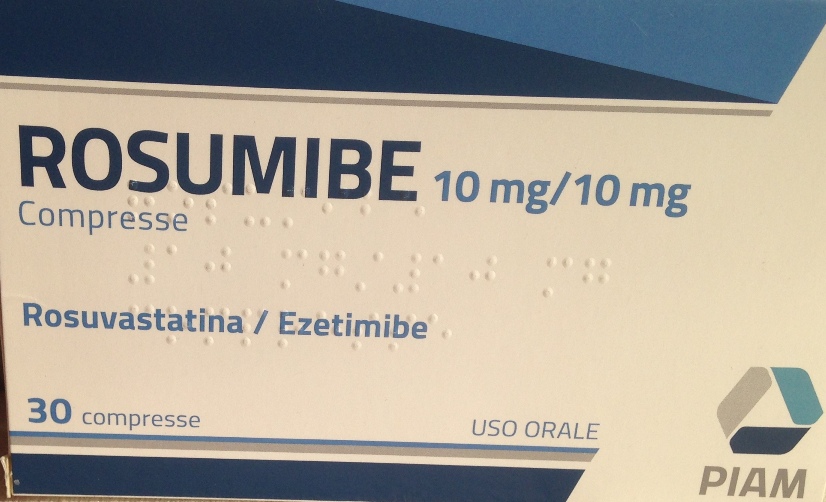 ROSUMIBE 10 mg/10 mg
Compresse
Rosuvastatina / Ezetimibe
30 compresse
USO ORALE
PIAM